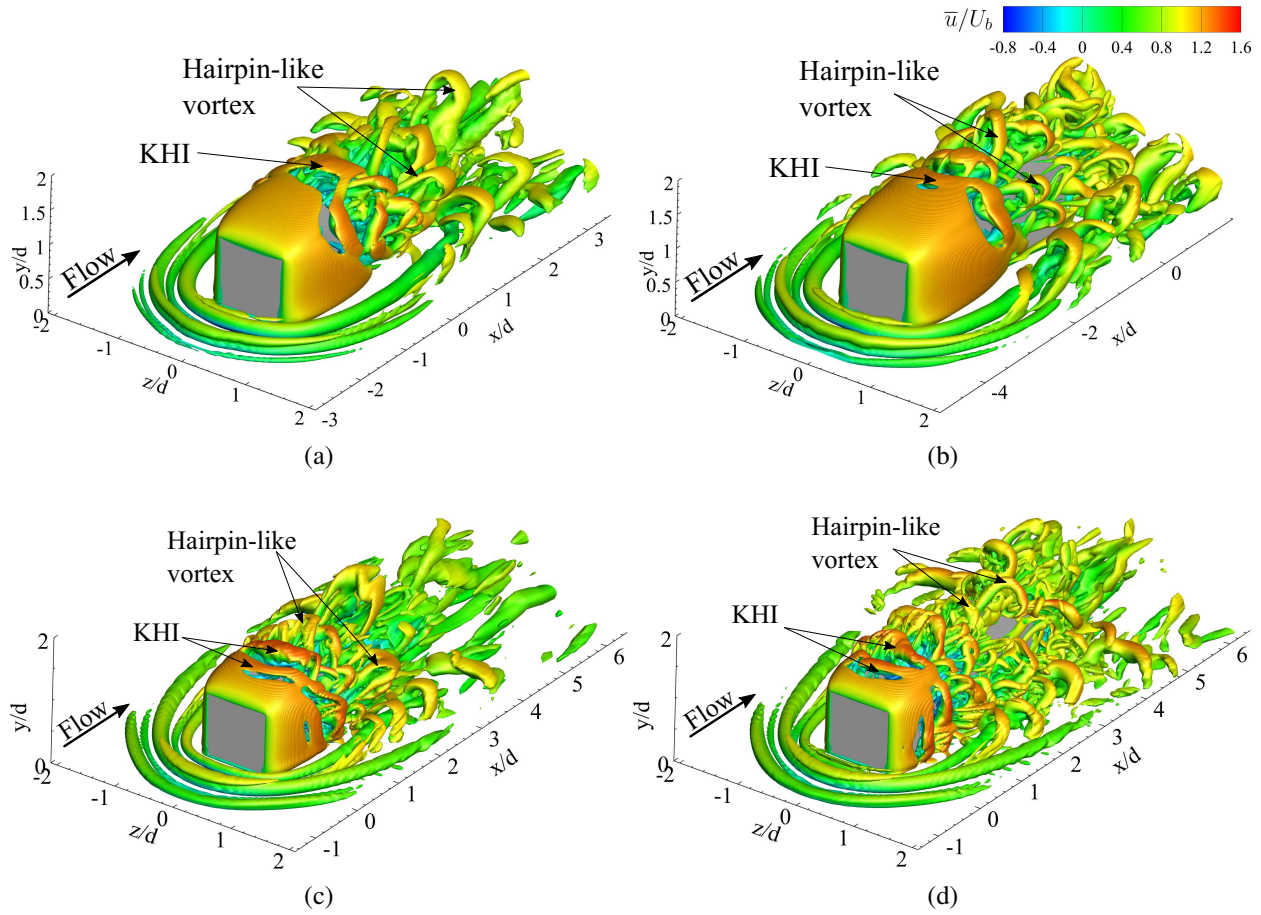 u̅/U_b
-0.8 -0.4 0 0.4 0.8 1.2 1.6
Hairpin-like
vortex
KHI
Flow
y/d
2
1.5
1
0.5
0
-2 -1 0 1 2
z/d
-3 -2 -1 0 1 2 3
x/d
(a)
Hairpin-like
vortex
KHI
Flow
y/d
2
1.5
1
0.5
0
-2 -1 0 1 2
z/d
-4 -2 0
x/d
(b)
Hairpin-like
vortex
KHI
Flow
y/d
2
0
-2 -1 0 1 2
z/d
-1 0 1 2 3 4 5 6
x/d
(c)
Hairpin-like
vortex
KHI
Flow
y/d
2
0
-2 -1 0 1 2
z/d
-1 0 1 2 3 4 5 6
x/d
(d)